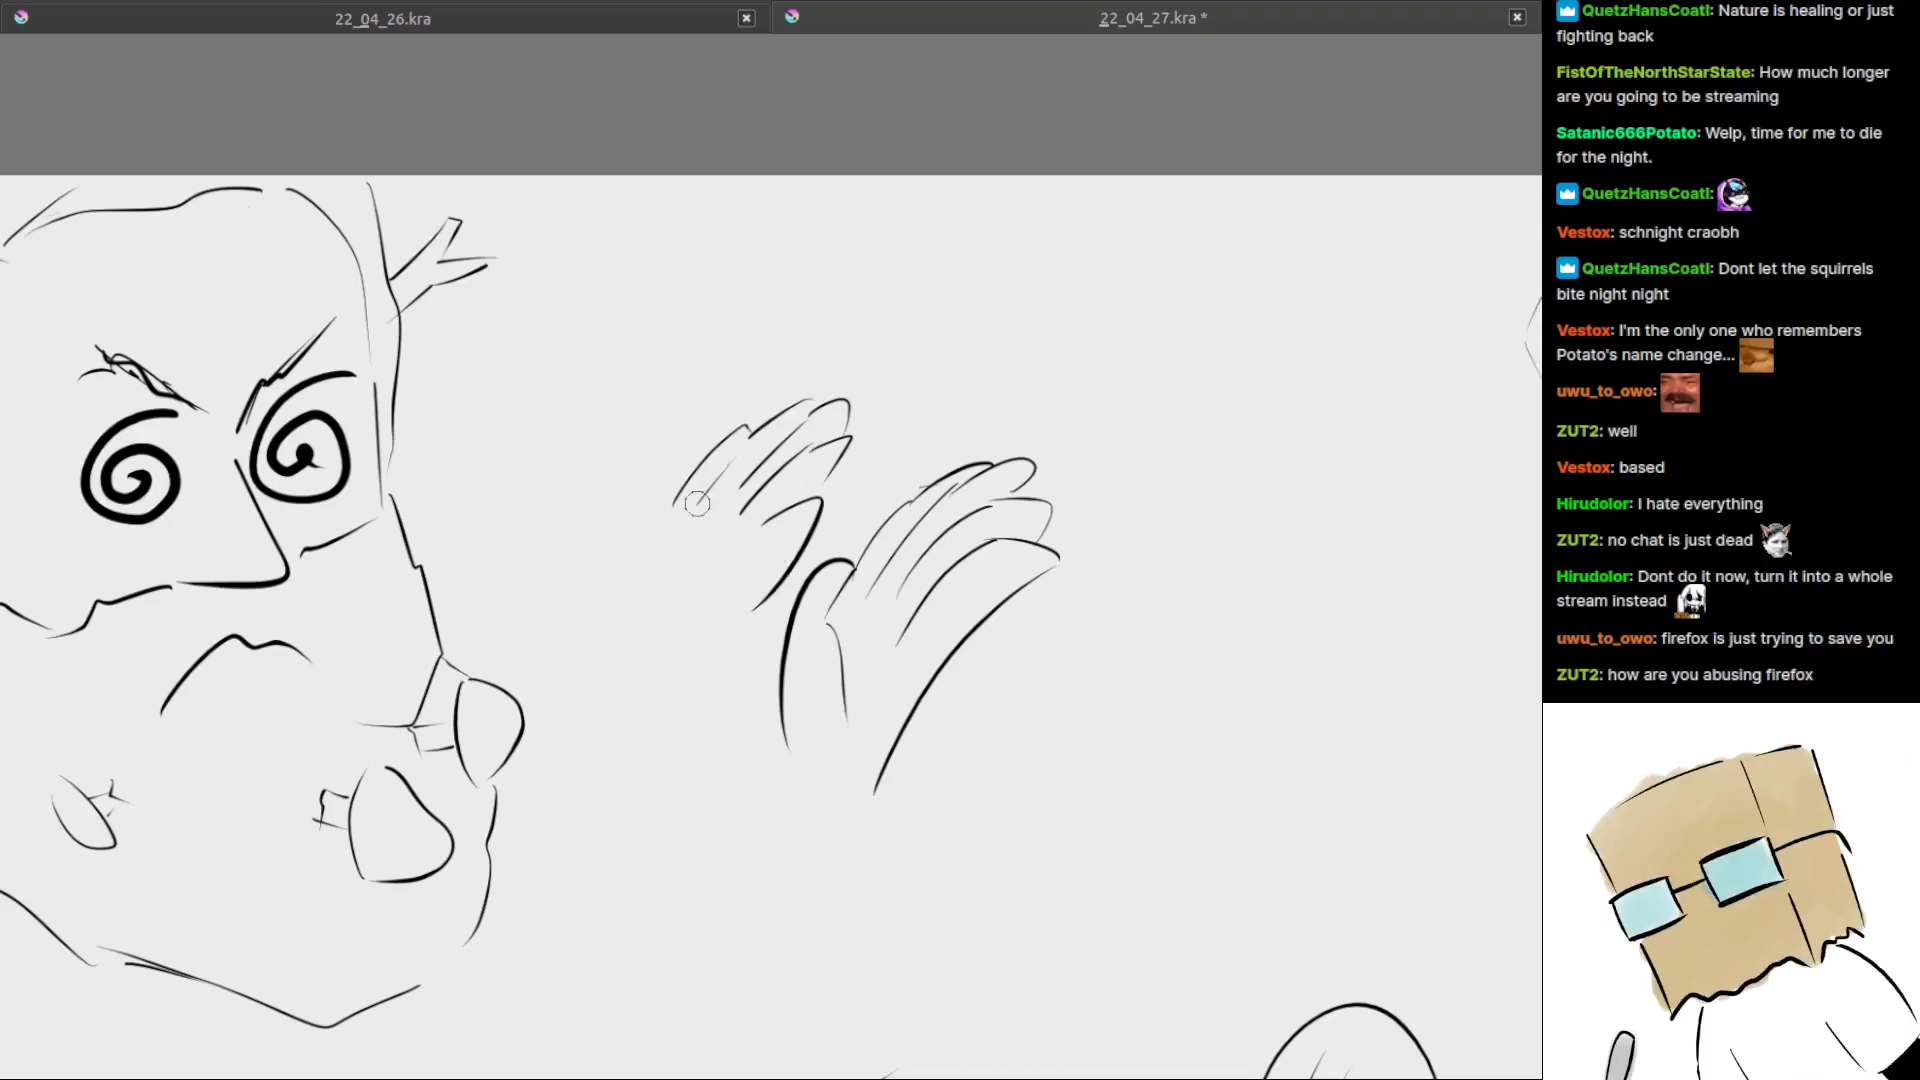 22_04_26.kra
22_04_27.kra *
QuetzHansCoatl: Nature is healing or just
fighting back
FistOfTheNorthStarState: How much longer
are you going to be streaming
Satanic666Potato: Welp, time for me to die
for the night.
QuetzHansCoatl:
Vestox: schnight craobh
QuetzHansCoatl: Dont let the squirrels
bite night night
Vestox: I'm the only one who remembers
Potato's name change...
uwu_to_owo:
ZUT2: well
Vestox: based
Hirudolor: I hate everything
ZUT2: no chat is just dead
Hirudolor: Dont do it now, turn it into a whole
stream instead
uwu_to_owo: firefox is just trying to save you
ZUT2: how are you abusing firefox